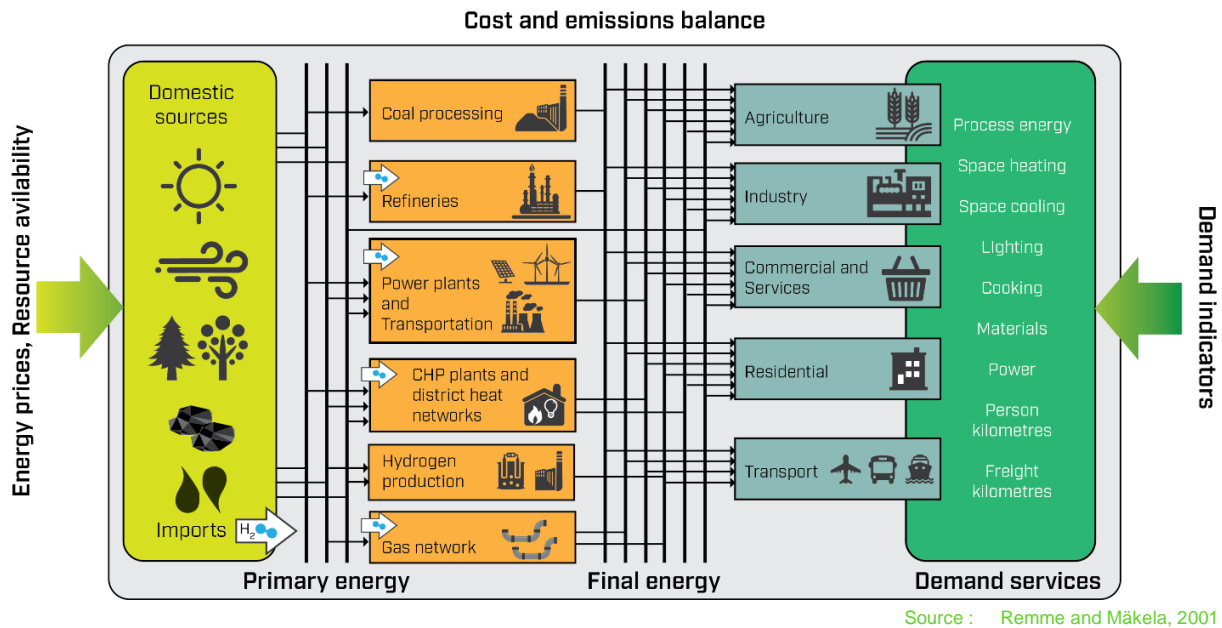 Cost and emissions balance
Energy prices, Resource avilability
Domestic
sources
Imports
H₂
Primary energy
Coal processing
Refineries
Power plants
and
Transportation
CHP plants and
district heat
networks
Hydrogen
production
Gas network
Final energy
Agriculture
Industry
Commercial and
Services
Residential
Transport
Process energy
Space heating
Space cooling
LIghting
Cooking
Materials
Power
Person
kilometres
Freight
kilometres
Demand services
Demand indicators
Source : Remme and Mäkela, 2001